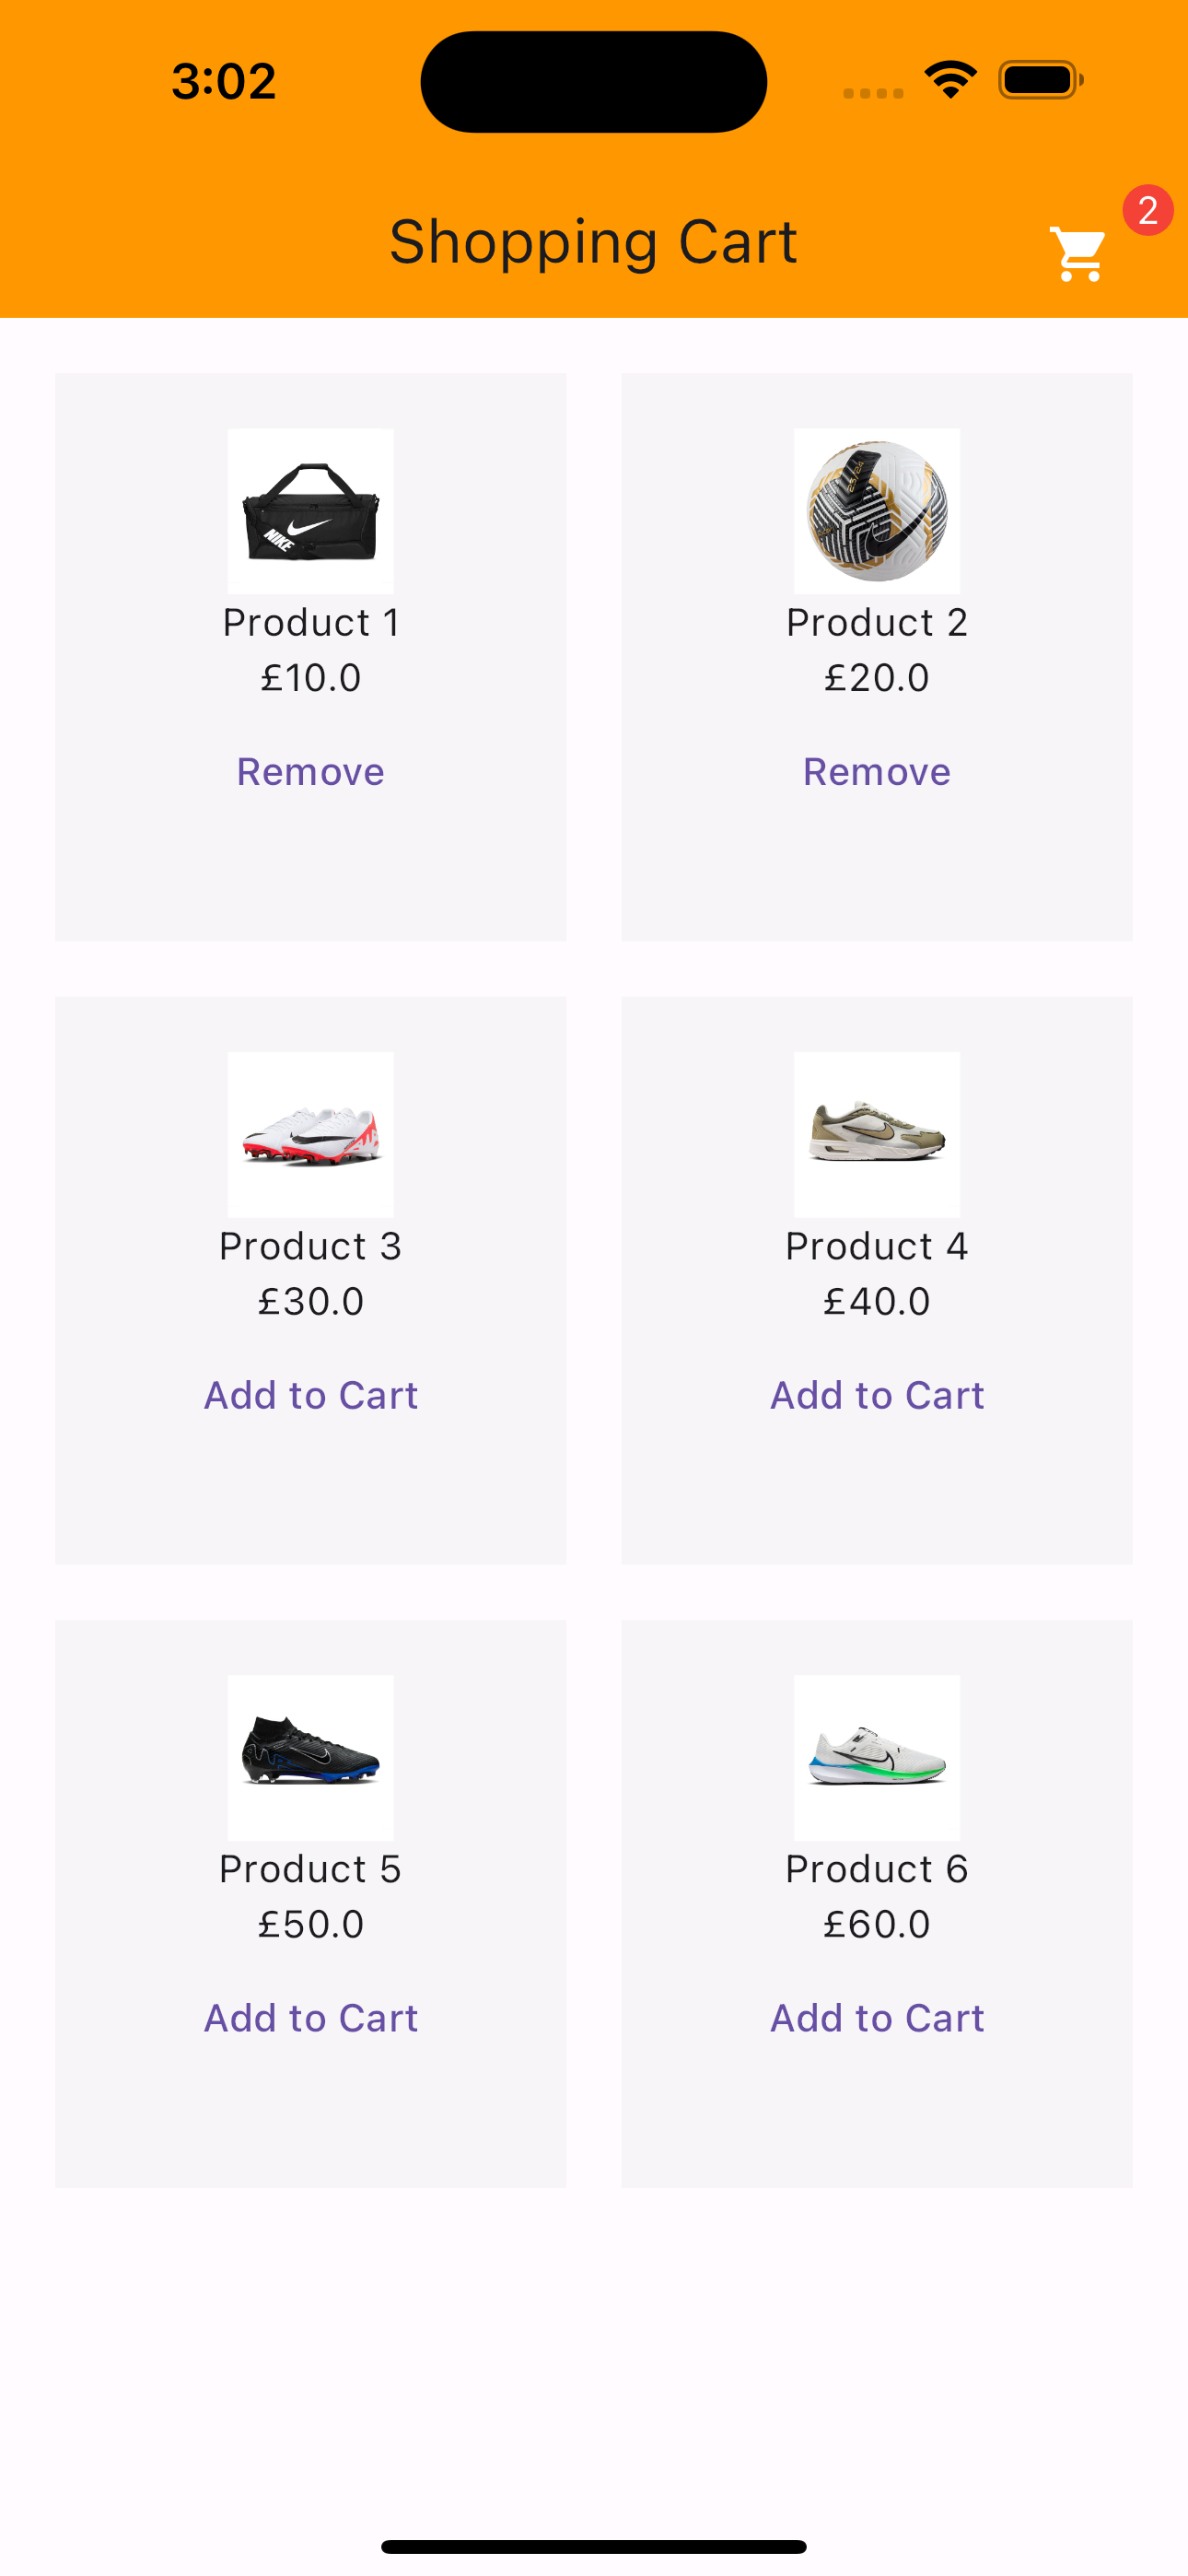 3:02
Shopping Cart
2
NIKE
Product 1
£10.0
Remove
Product 2
£20.0
Remove
Product 3
£30.0
Add to Cart
Product 4
£40.0
Add to Cart
Product 5
£50.0
Add to Cart
Product 6
£60.0
Add to Cart